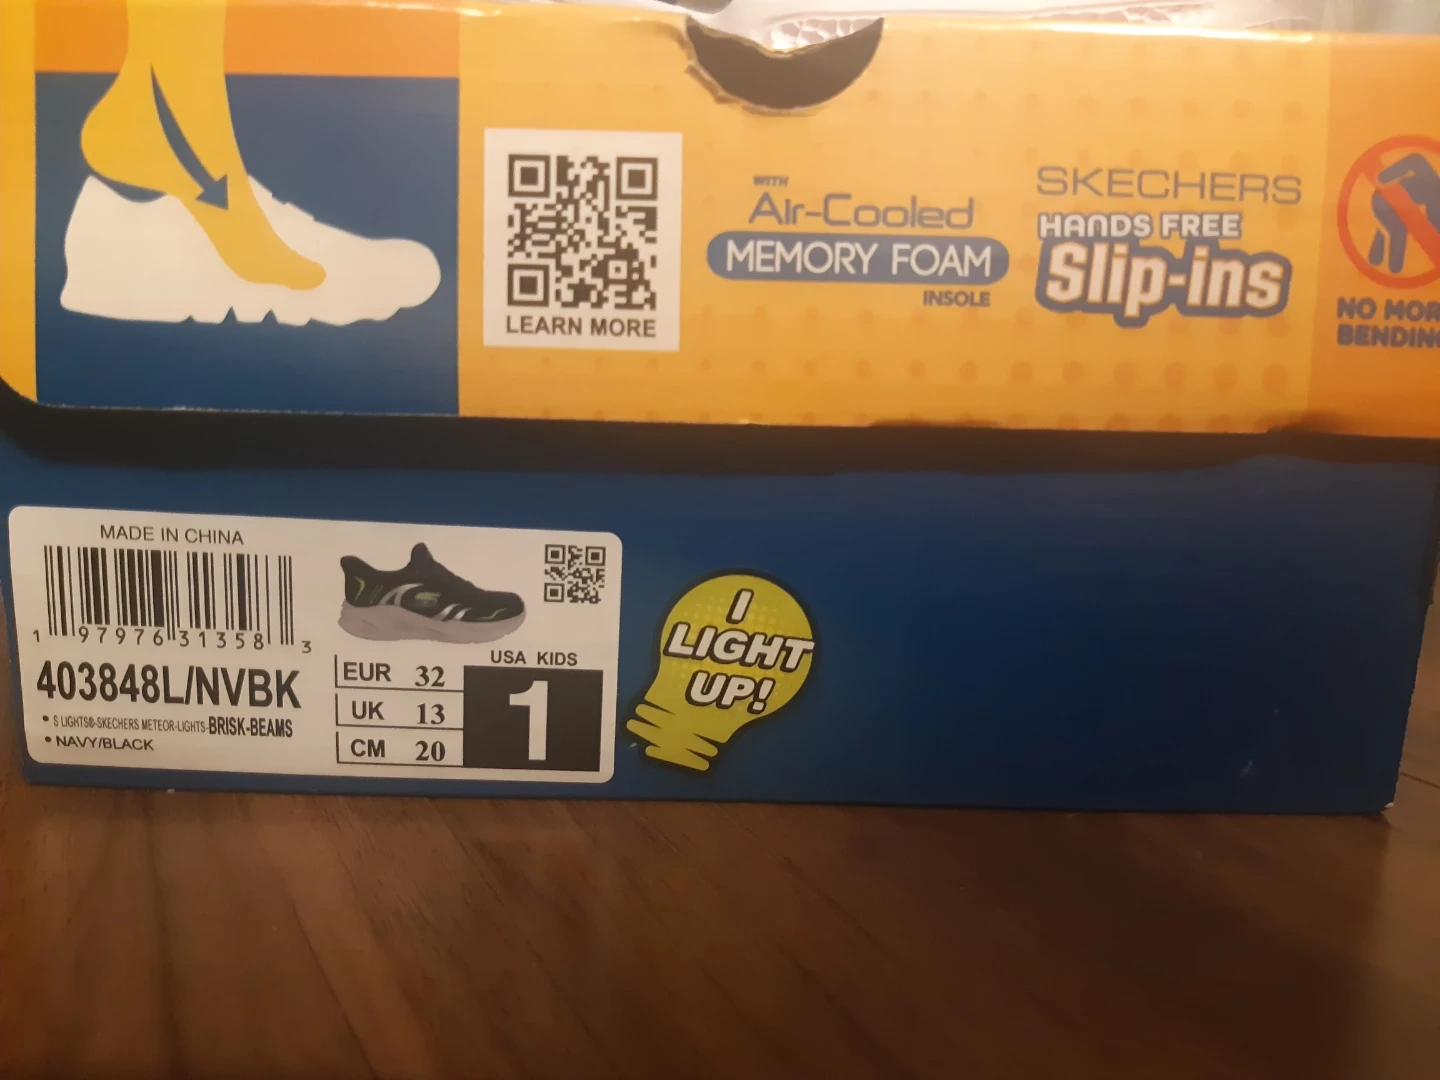 LEARN MORE
WITH
Air-Cooled
MEMORY FOAM
INSOLE
SKECHERS
HANDS FREE
Slip-ins
NO MOR
BENDING
MADE IN CHINA
1 97976 31358 3
403848L/NVBK
• S LIGHTS®-SKECHERS METEOR-LIGHTS-BRISK-BEAMS
• NAVY/BLACK
EUR 32
UK 13
CM 20
USA KIDS
1
I
LIGHT
UP!